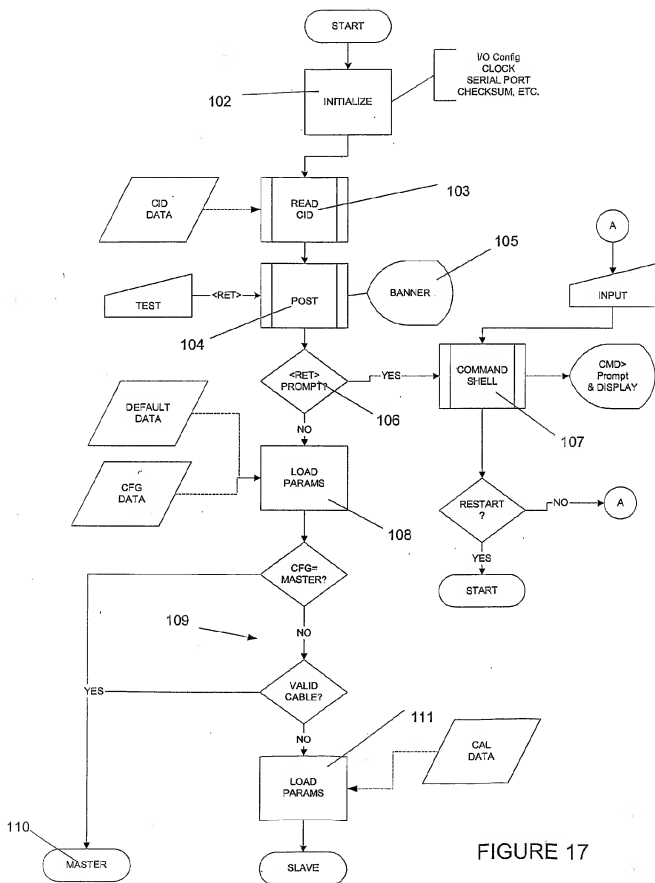 START
I/O Config
CLOCK
SERIAL PORT
CHECKSUM, ETC.
102
INITIALIZE
CID
DATA
READ
CID
103
A
105
TEST
<RET>
POST
BANNER
INPUT
104
<RET>
PROMPT?
YES
COMMAND
SHELL
CMD>
Prompt
& DISPLAY
106
107
DEFAULT
DATA
NO
CFG
DATA
LOAD
PARAMS
108
RESTART
?
NO
A
YES
START
CFG=
MASTER?
109
NO
YES
VALID
CABLE?
111
NO
LOAD
PARAMS
CAL
DATA
110
MASTER
SLAVE
FIGURE 17